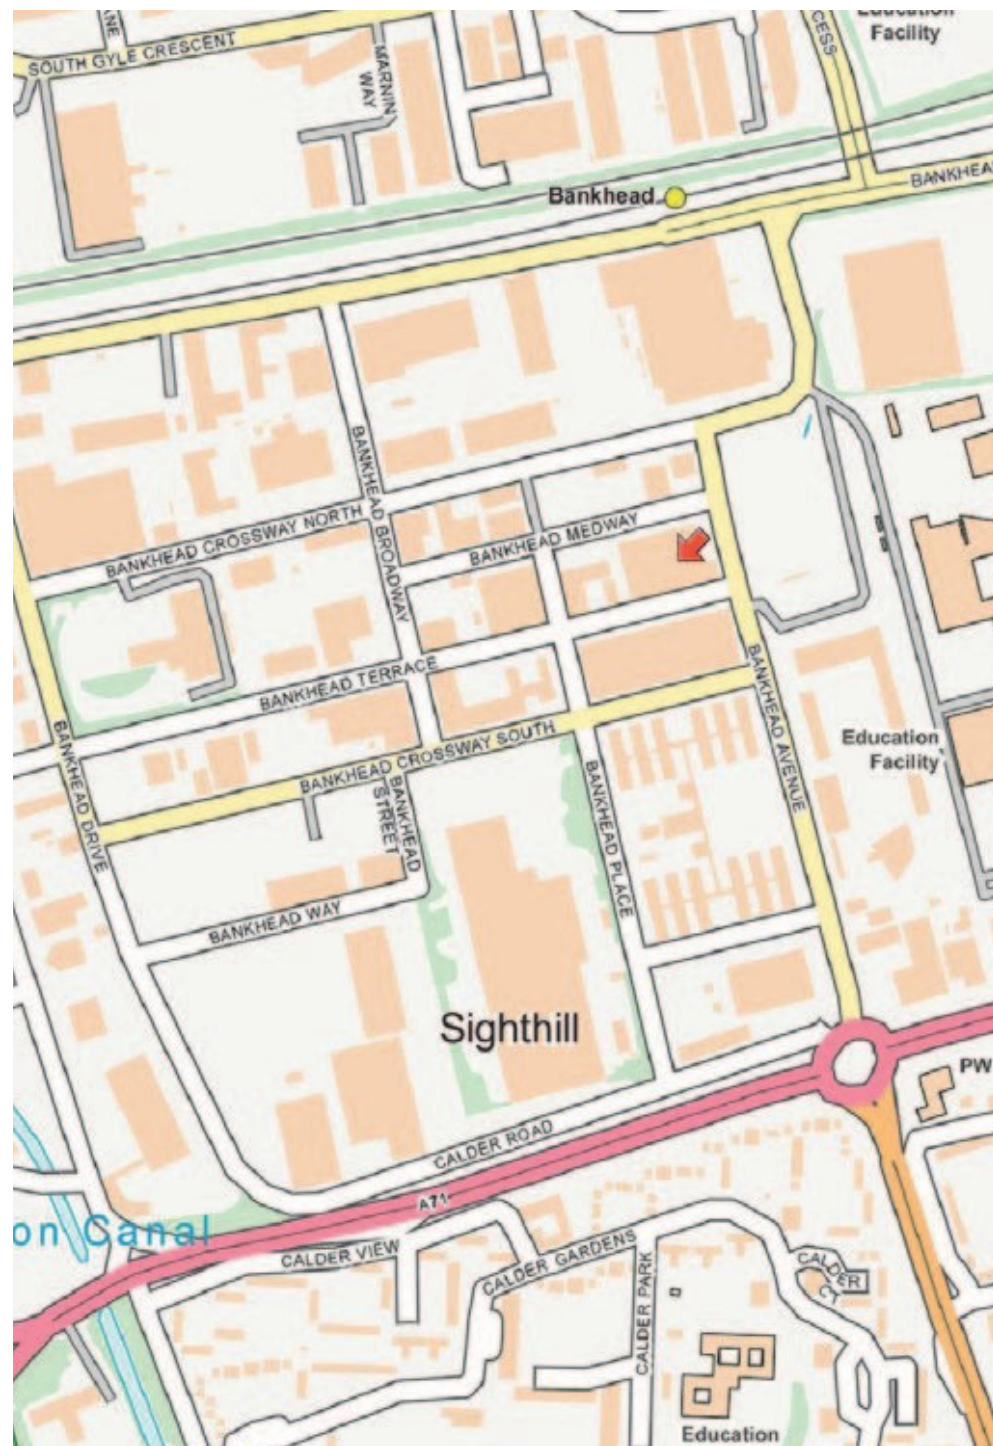 ANE
SOUTH GYLE CRESCENT
MARNIN
WAY
CESS
Education
Facility
Bankhead
BANKHEA
BANKHEAD BROADWAY
BANKHEAD CROSSWAY NORTH
BANKHEAD MEDWAY
BANKHEAD TERRACE
BANKHEAD CROSSWAY SOUTH
BANKHEAD AVENUE
BANKHEAD DRIVE
BANKHEAD
STREET
BANKHEAD PLACE
Education
Facility
BANKHEAD WAY
Sighthill
PW
CALDER ROAD
A71
on Canal
CALDER VIEW
CALDER GARDENS
CALDER PARK
CALDER
CT
Education